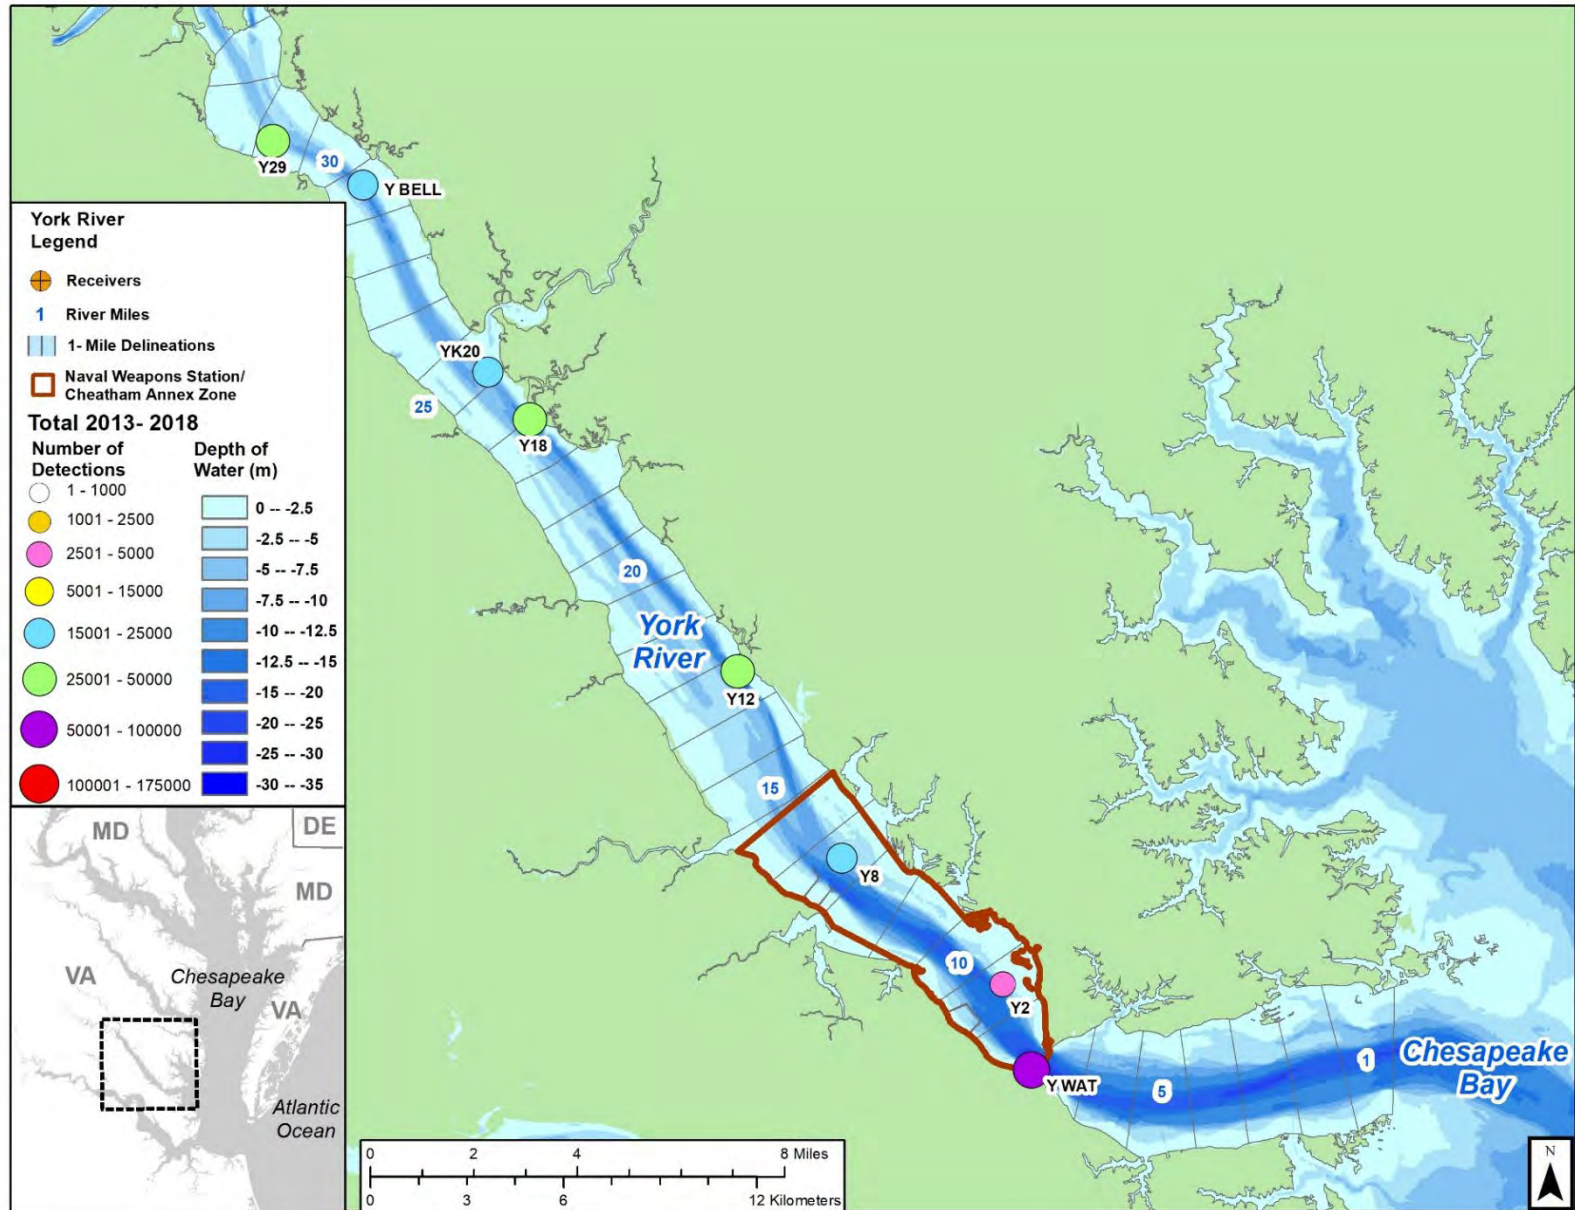 Y29
30
Y BELL
YK20
25
Y18
20
York
River
Y12
15
Y8
10
Y2
Y WAT
5
1
Chesapeake
Bay
York River
Legend
Receivers
1 River Miles
1- Mile Delineations
Naval Weapons Station/
Cheatham Annex Zone
Total 2013- 2018
Number of
Detections
1 - 1000
1001 - 2500
2501 - 5000
5001 - 15000
15001 - 25000
25001 - 50000
50001 - 100000
100001 - 175000
Depth of
Water (m)
0 -- -2.5
-2.5 -- -5
-5 -- -7.5
-7.5 -- -10
-10 -- -12.5
-12.5 -- -15
-15 -- -20
-20 -- -25
-25 -- -30
-30 -- -35
MD
DE
MD
VA
Chesapeake
Bay
VA
Atlantic
Ocean
0 2 4 8 Miles
0 3 6 12 Kilometers
N